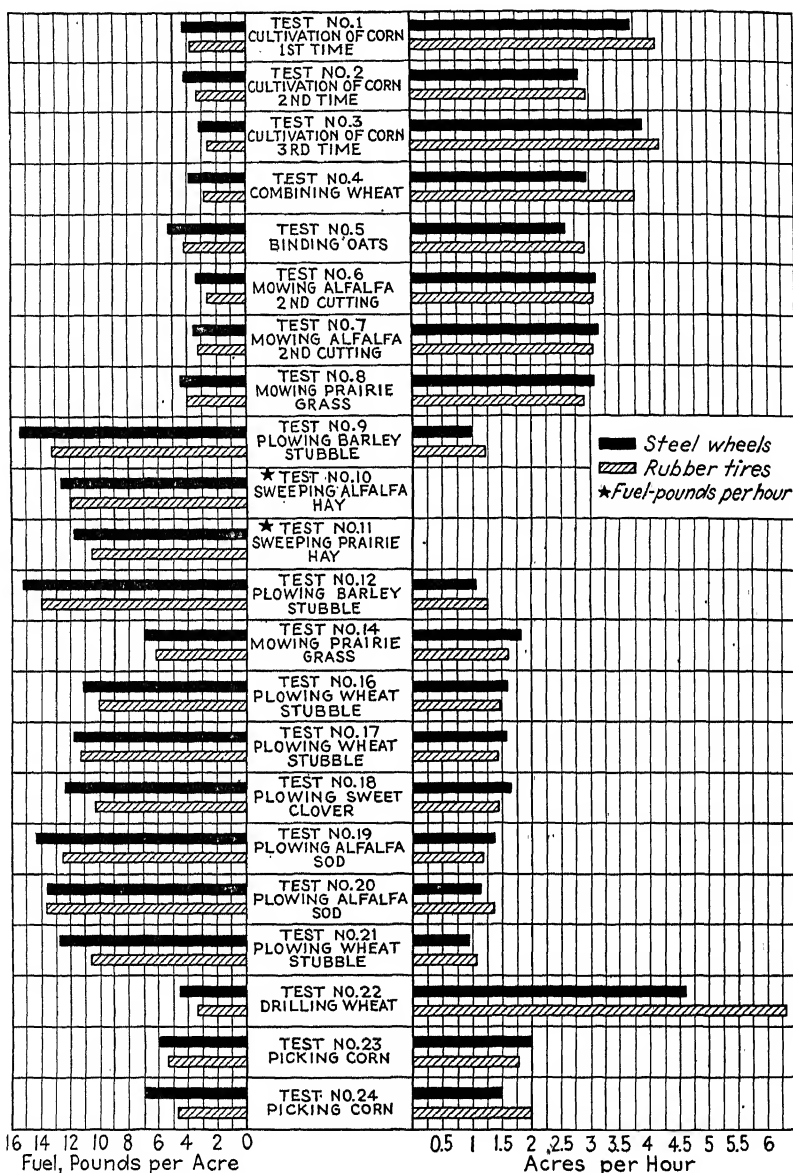 TEST NO.1
CULTIVATION OF CORN
1ST TIME
TEST NO.2
CULTIVATION OF CORN
2ND TIME
TEST NO.3
CULTIVATION OF CORN
3RD TIME
TEST NO.4
COMBINING WHEAT
TEST NO.5
BINDING OATS
TEST NO.6
MOWING ALFALFA
2ND CUTTING
TEST NO.7
MOWING ALFALFA
2ND CUTTING
TEST NO.8
MOWING PRAIRIE
GRASS
TEST NO.9
PLOWING BARLEY
STUBBLE
Steel wheels
Rubber tires
★Fuel-pounds per hour
★TEST NO.10
SWEEPING ALFALFA
HAY
★TEST NO.11
SWEEPING PRAIRIE
HAY
TEST NO.12
PLOWING BARLEY
STUBBLE
TEST NO.14
MOWING PRAIRIE
GRASS
TEST NO.16
PLOWING WHEAT
STUBBLE
TEST NO.17
PLOWING WHEAT
STUBBLE
TEST NO.18
PLOWING SWEET
CLOVER
TEST NO.19
PLOWING ALFALFA
SOD
TEST NO.20
PLOWING ALFALFA
SOD
TEST NO.21
PLOWING WHEAT
STUBBLE
TEST NO.22
DRILLING WHEAT
TEST NO.23
PICKING CORN
TEST NO.24
PICKING CORN
16 14 12 10 8 6 4 2 0
0.5 1 1.5 2 2.5 3 3.5 4 4.5 5 5.5 6
Fuel, Pounds per Acre
Acres per Hour